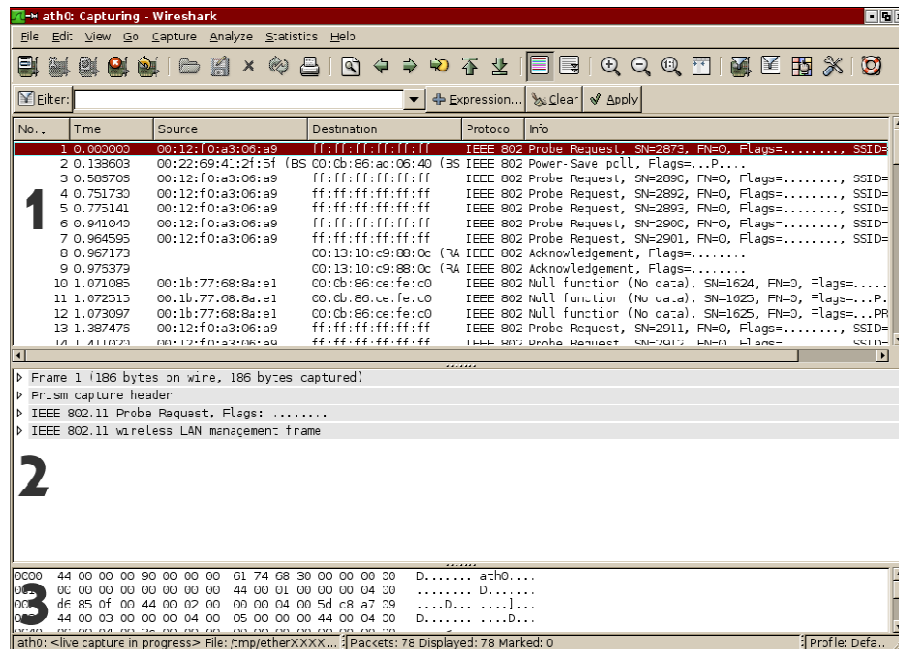 ath0: Capturing - Wireshark
File Edit View Go Capture Analyze Statistics Help
Filter: Expression... Clear Apply
No. . Time Source Destination Protoco Info
1 0.000000 00:12:f0:a3:06:a9 ff:ff:ff:ff:ff:ff IEEE 802 Probe Request, SN=2873, FN=0, Flags=........, SSID=
2 0.138603 00:22:69:41:2f:5f (BS 00:0b:86:ac:06:40 (BS IEEE 802 Power-Save poll, Flags=...P....
3 00:12:f0:a3:06:a9 ff:ff:ff:ff:ff:ff IEEE 802 Probe Request, FN=0, Flags=........, SSID=
4 0.751730 00:12:f0:a3:06:a9 ff:ff:ff:ff:ff:ff IEEE 802 Probe Request, SN=2892, FN=0, Flags=........, SSID=
5 0.775141 00:12:f0:a3:06:a9 ff:ff:ff:ff:ff:ff IEEE 802 Probe Request, SN=2893, FN=0, Flags=........, SSID=
6 00:12:f0:a3:06:a9 ff:ff:ff:ff:ff:ff IEEE 802 Probe Request, FN=0, Flags=........, SSID=
7 0.964595 00:12:f0:a3:06:a9 ff:ff:ff:ff:ff:ff IEEE 802 Probe Request, SN=2901, FN=0, Flags=........, SSID=
8 0.967173 00:13:10:c9:88:0c (RA IEEE 802 Acknowledgement, Flags=........
9 0.975379 00:13:10:c9:88:0c (RA IEEE 802 Acknowledgement, Flags=........
10 1.071085 00:1b:77:68:8a:e1 00:0b:86:ce:fe:c0 IEEE 802 Null function (No data), SN=1624, FN=0, Flags=.....
11 1.072515 00:1b:77:68:8a:e1 00:0b:86:ce:fe:c0 IEEE 802 Null function (No data), SN=1625, FN=0, Flags=...P.
12 1.073097 00:1b:77:68:8a:e1 00:0b:86:ce:fe:c0 IEEE 802 Null function (No data), SN=1625, FN=0, Flags=...PR
13 1.387476 00:12:f0:a3:06:a9 ff:ff:ff:ff:ff:ff IEEE 802 Probe Request, SN=2911, FN=0, Flags=........, SSID=
1
Frame 1 (186 bytes on wire, 186 bytes captured)
Prism capture header
IEEE 802.11 Probe Request, Flags: ........
IEEE 802.11 wireless LAN management frame
2
0000 44 00 00 00 90 00 00 00 61 74 68 30 00 00 00 00 D....... ath0....
00 00 00 00 00 00 00 00 44 00 01 00 00 00 04 00 ........ D.......
d6 85 0f 00 44 00 02 00 00 00 04 00 5d c8 a7 09 ....D... ....]...
44 00 03 00 00 00 04 00 05 00 00 00 44 00 04 00 D....... ....D...
3
ath0: <live capture in progress> File: /tmp/etherXXXX... Packets: 78 Displayed: 78 Marked: 0 Profile: Defa..